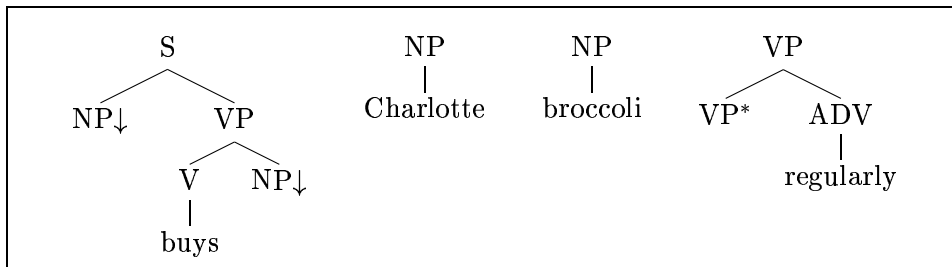 S NP VP
NP↓ VP Charlotte NP broccoli VP* ADV
V NP↓ regularly
buys